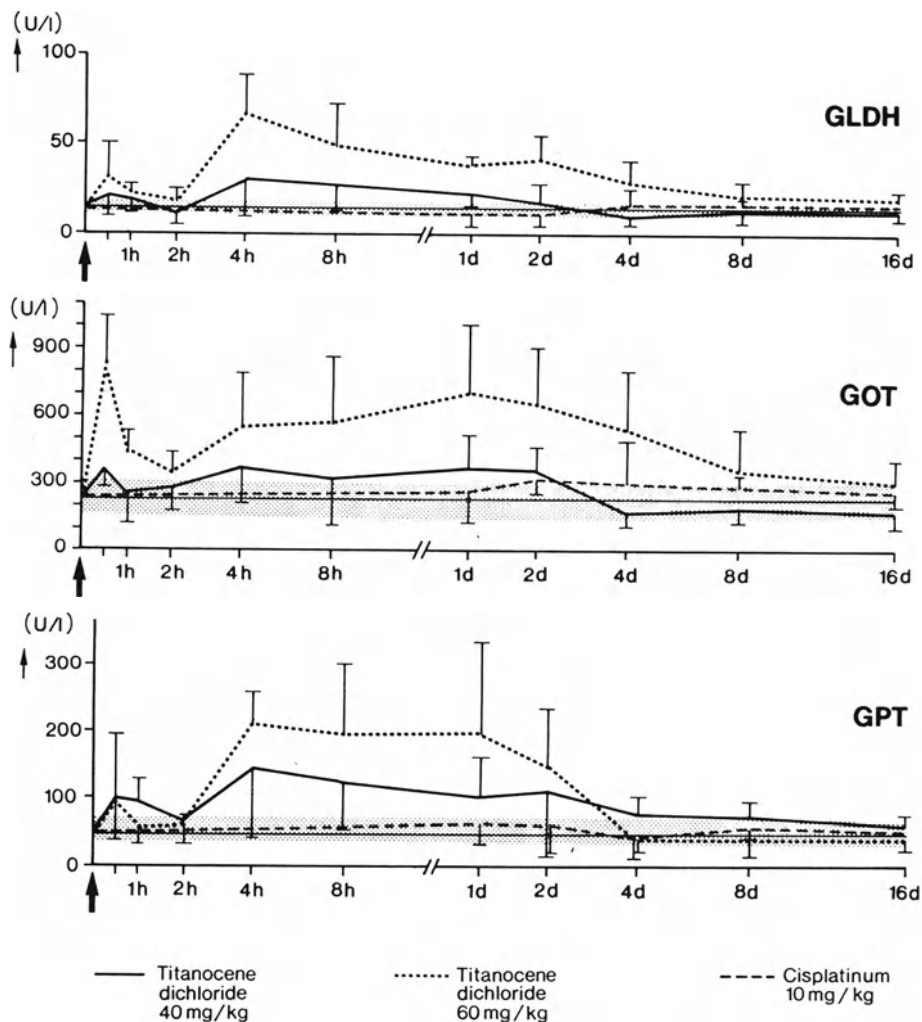 (U/l)
100
50
0
GLDH
1h 2h 4h 8h 1d 2d 4d 8d 16d
(U/l)
900
600
300
0
GOT
1h 2h 4h 8h 1d 2d 4d 8d 16d
(U/l)
300
200
100
0
GPT
1h 2h 4h 8h 1d 2d 4d 8d 16d
Titanocene dichloride 40 mg/kg
Titanocene dichloride 60 mg/kg
Cisplatinum 10 mg/kg